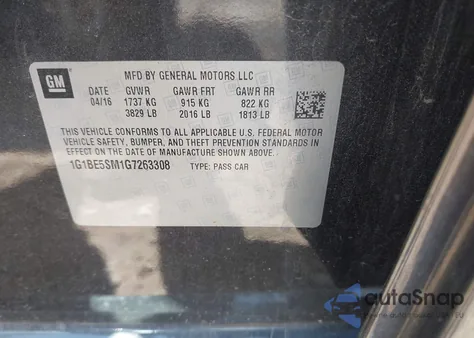 GM
MFD BY GENERAL MOTORS LLC
DATE GVWR GAWR FRT GAWR RR
04/16 1737 KG 915 KG 822 KG
3829 LB 2016 LB 1813 LB
THIS VEHICLE CONFORMS TO ALL APPLICABLE U.S. FEDERAL MOTOR
VEHICLE SAFETY, BUMPER, AND THEFT PREVENTION STANDARDS IN
EFFECT ON THE DATE OF MANUFACTURE SHOWN ABOVE.
1G1BE5SM1G7263308 TYPE: PASS CAR
autoSnap